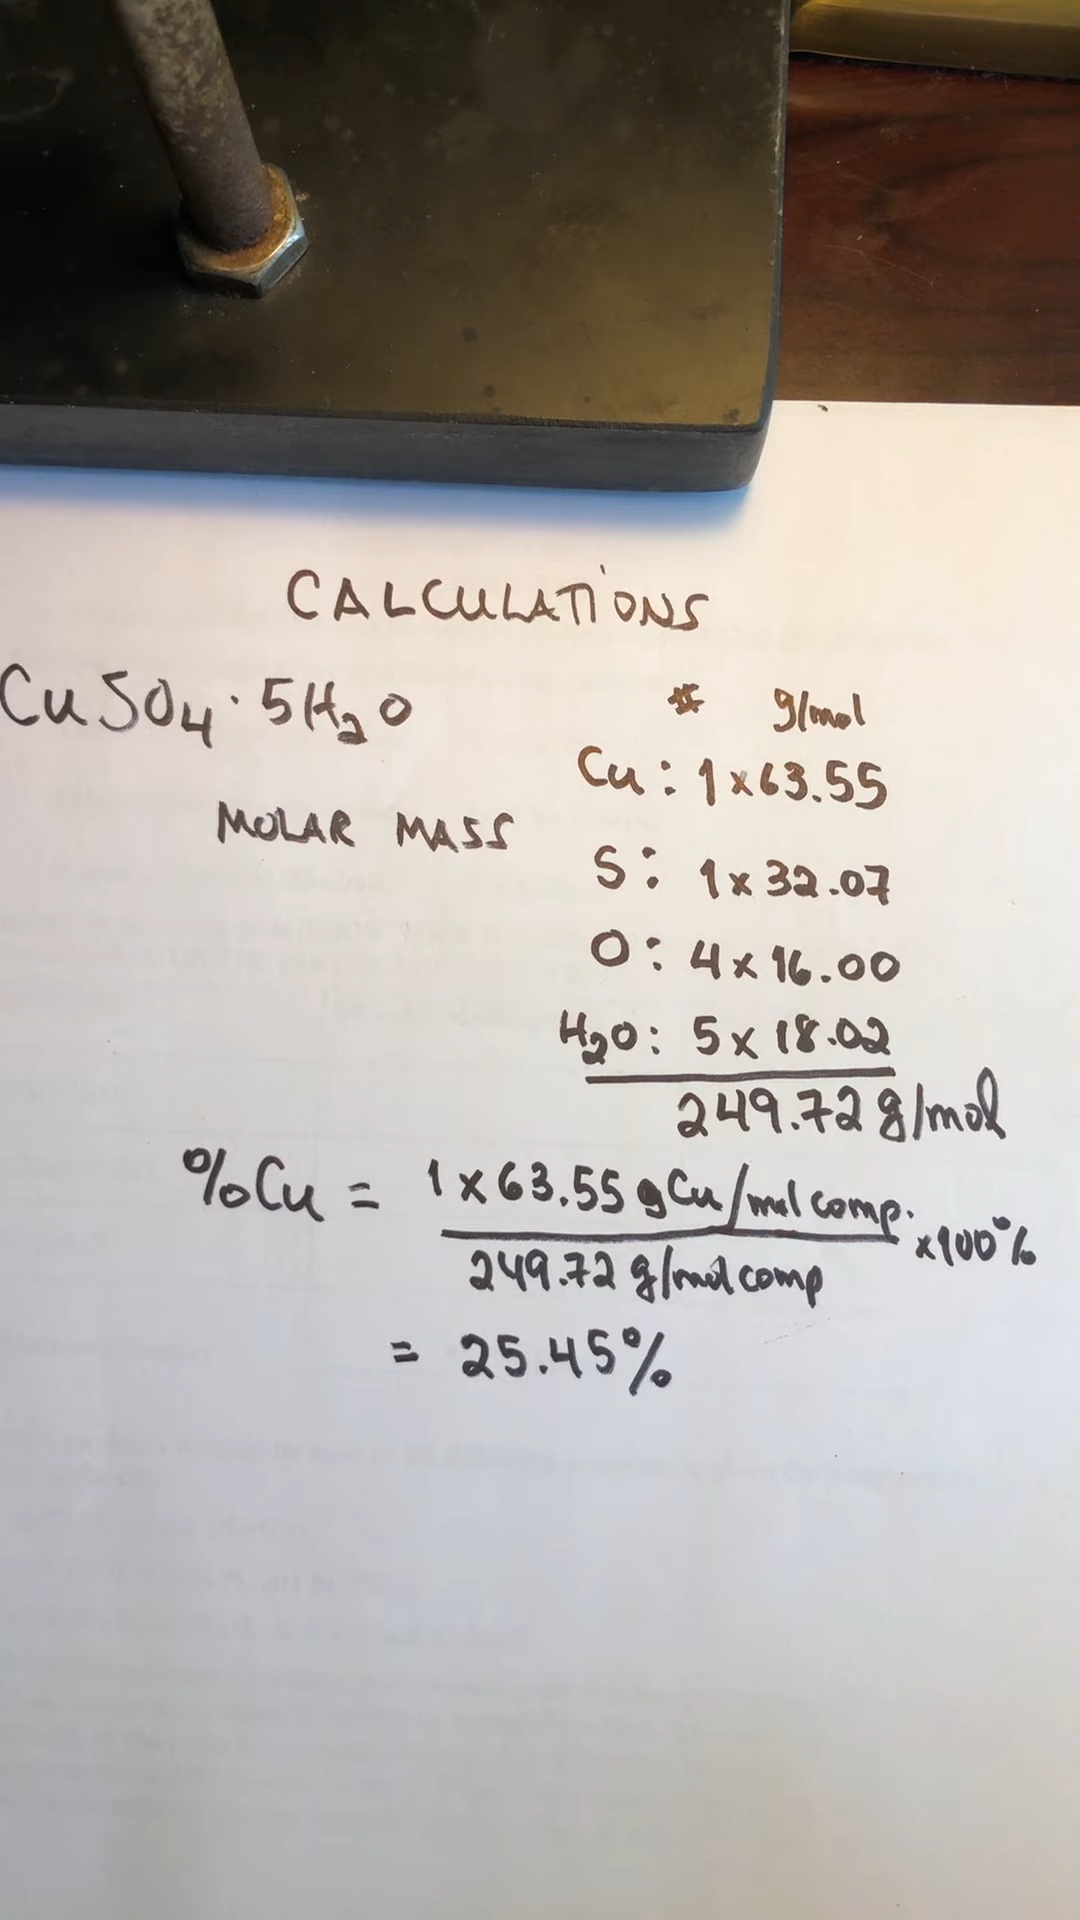 CALCULATIONS
CuSO4·5H2O
# g/mol
Cu: 1 x 63.55
MOLAR MASS
S: 1 x 32.07
O: 4 x 16.00
H2O: 5 x 18.02
249.72 g/mol
%Cu = 1 x 63.55 g Cu/mol comp. x 100%
249.72 g/mol comp
= 25.45%